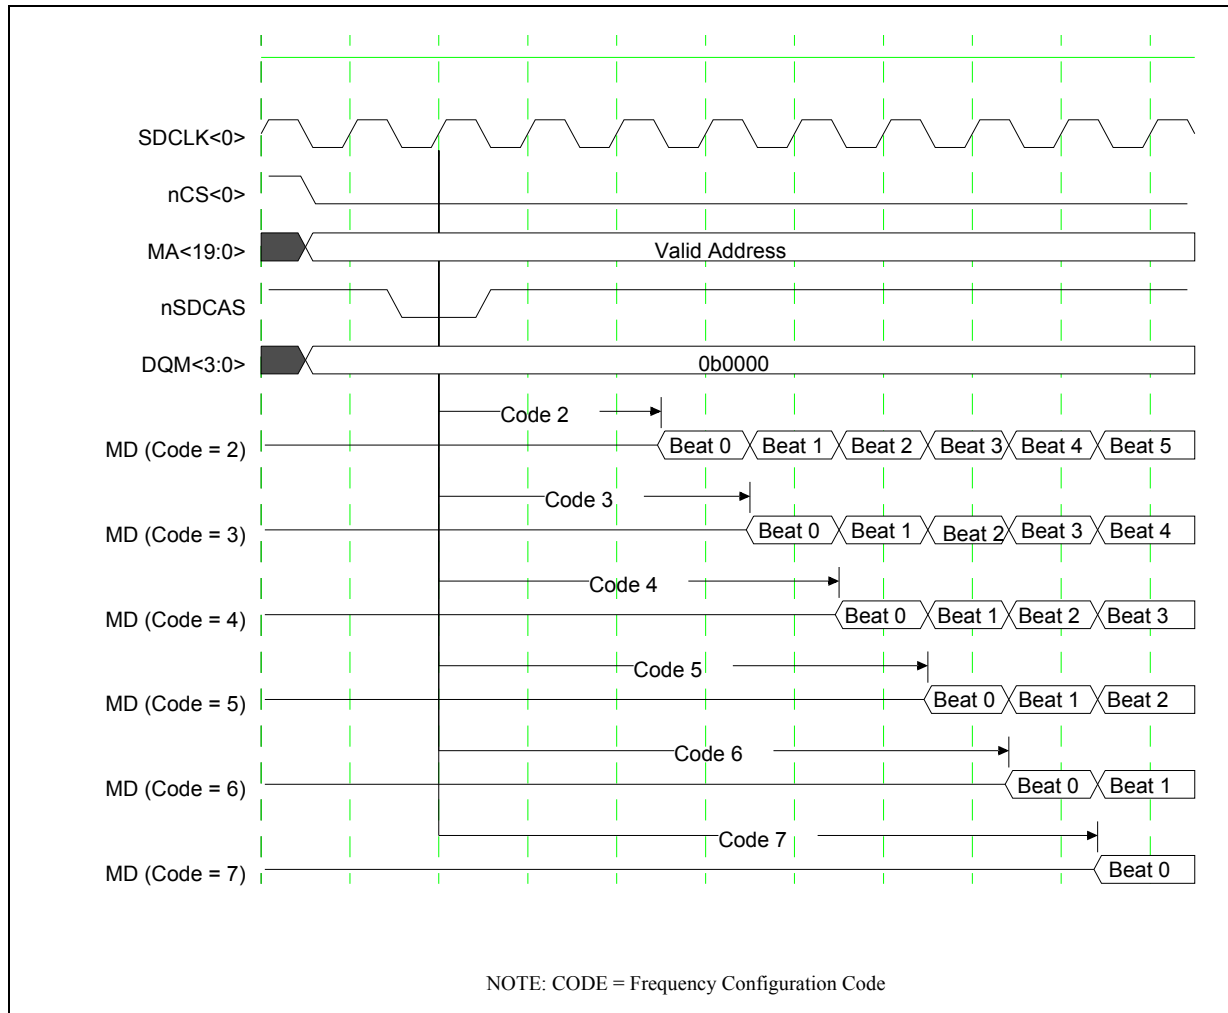 SDCLK<0>
nCS<0>
MA<19:0>
Valid Address
nSDCAS
DQM<3:0>
0b0000
Code 2
MD (Code = 2)
Beat 0 Beat 1 Beat 2 Beat 3 Beat 4 Beat 5
Code 3
MD (Code = 3)
Beat 0 Beat 1 Beat 2 Beat 3 Beat 4
Code 4
MD (Code = 4)
Beat 0 Beat 1 Beat 2 Beat 3
Code 5
MD (Code = 5)
Beat 0 Beat 1 Beat 2
Code 6
MD (Code = 6)
Beat 0 Beat 1
Code 7
MD (Code = 7)
Beat 0
NOTE: CODE = Frequency Configuration Code